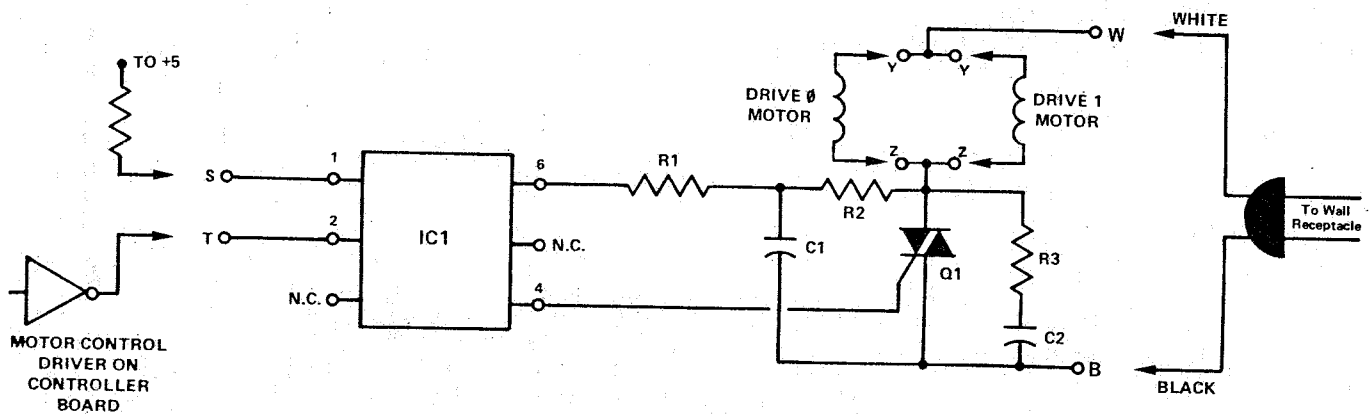 TO +5
S
T
1
2
N.C.
IC1
6
N.C.
4
R1
C1
R2
DRIVE Ø
MOTOR
Y
Y
Z
Z
DRIVE 1
MOTOR
W
WHITE
Q1
R3
C2
B
BLACK
To Wall
Receptacle
MOTOR CONTROL
DRIVER ON
CONTROLLER
BOARD